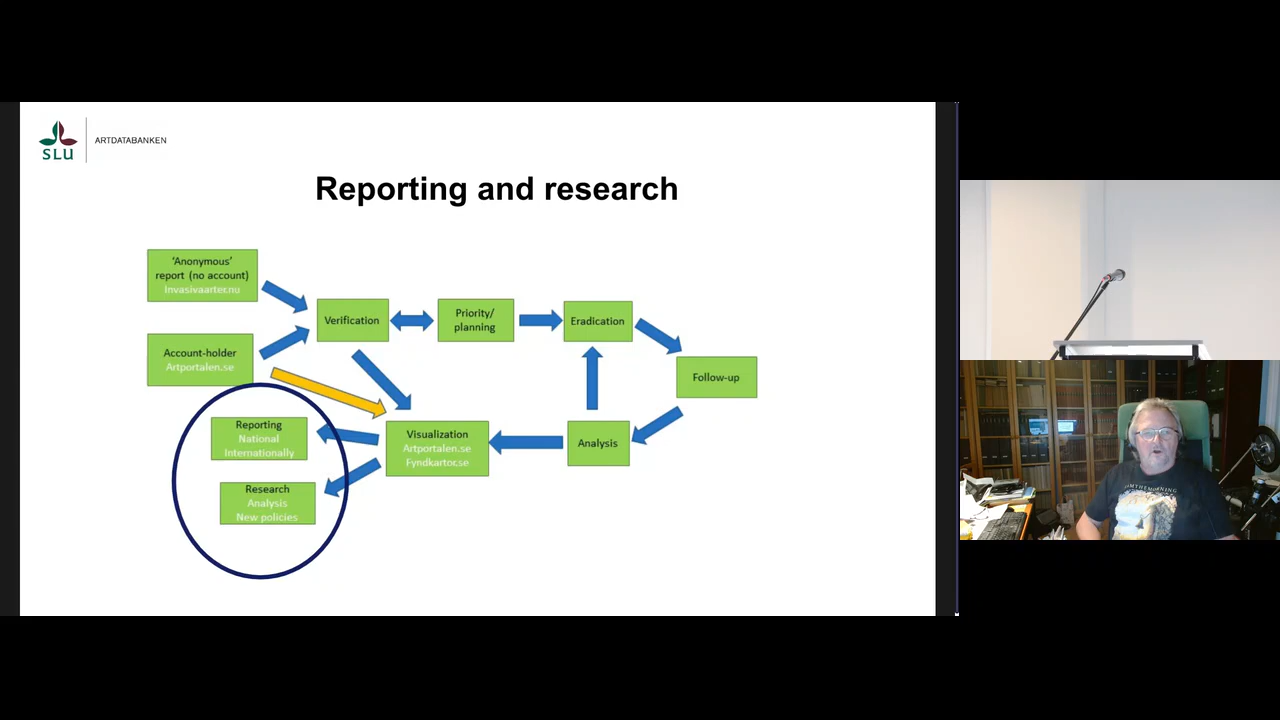 SLU
ARTDATABANKEN
Reporting and research
‘Anonymous’
report (no account)
Invasivaarter.nu
Account-holder
Artportalen.se
Verification
Priority/
planning
Eradication
Follow-up
Analysis
Visualization
Artportalen.se
Fyndkartor.se
Reporting
National
Internationally
Research
Analysis
New policies